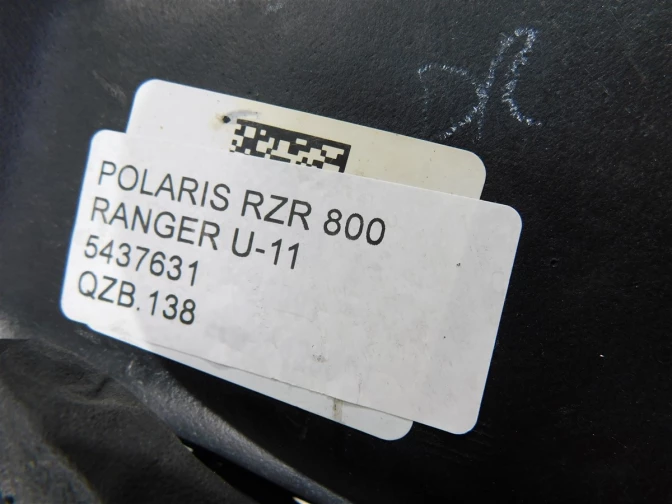 POLARIS RZR 800
RANGER U-11
5437631
QZB.138